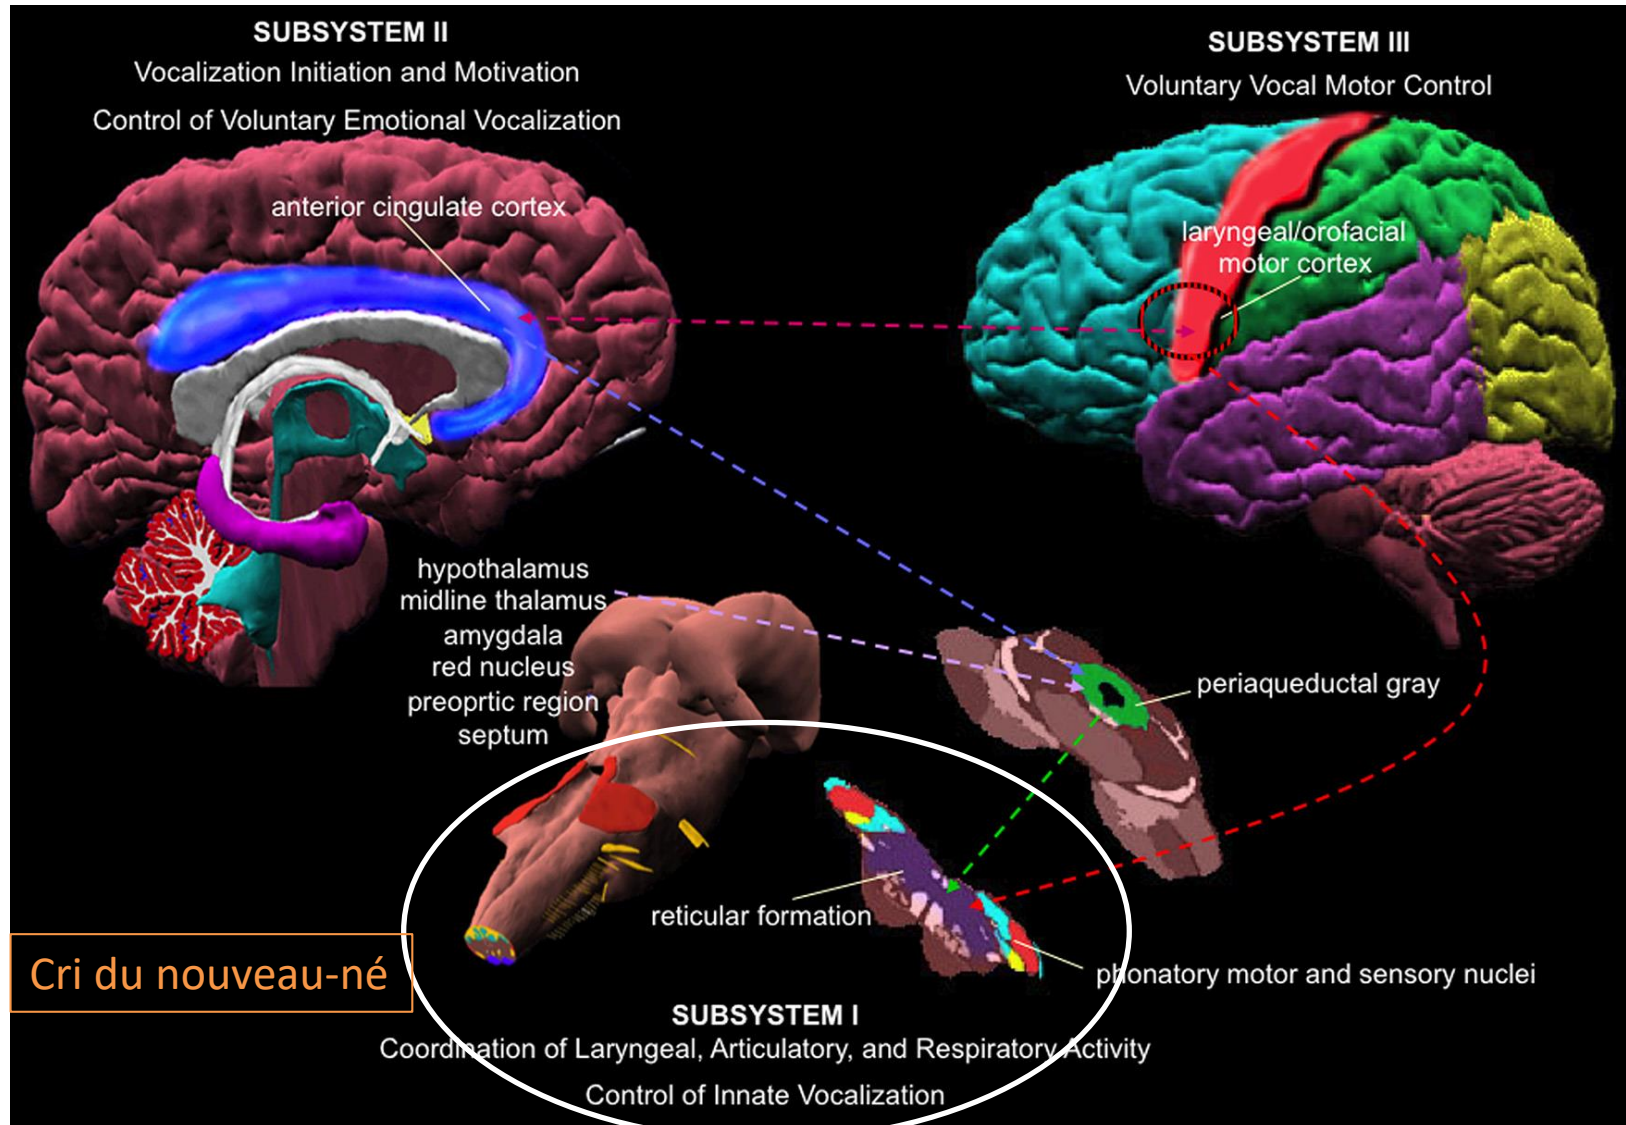 SUBSYSTEM II
Vocalization Initiation and Motivation
Control of Voluntary Emotional Vocalization
anterior cingulate cortex
SUBSYSTEM III
Voluntary Vocal Motor Control
laryngeal/orofacial
motor cortex
hypothalamus
midline thalamus
amygdala
red nucleus
preoprtic region
septum
periaqueductal gray
reticular formation
phonatory motor and sensory nuclei
Cri du nouveau-né
SUBSYSTEM I
Coordination of Laryngeal, Articulatory, and Respiratory Activity
Control of Innate Vocalization